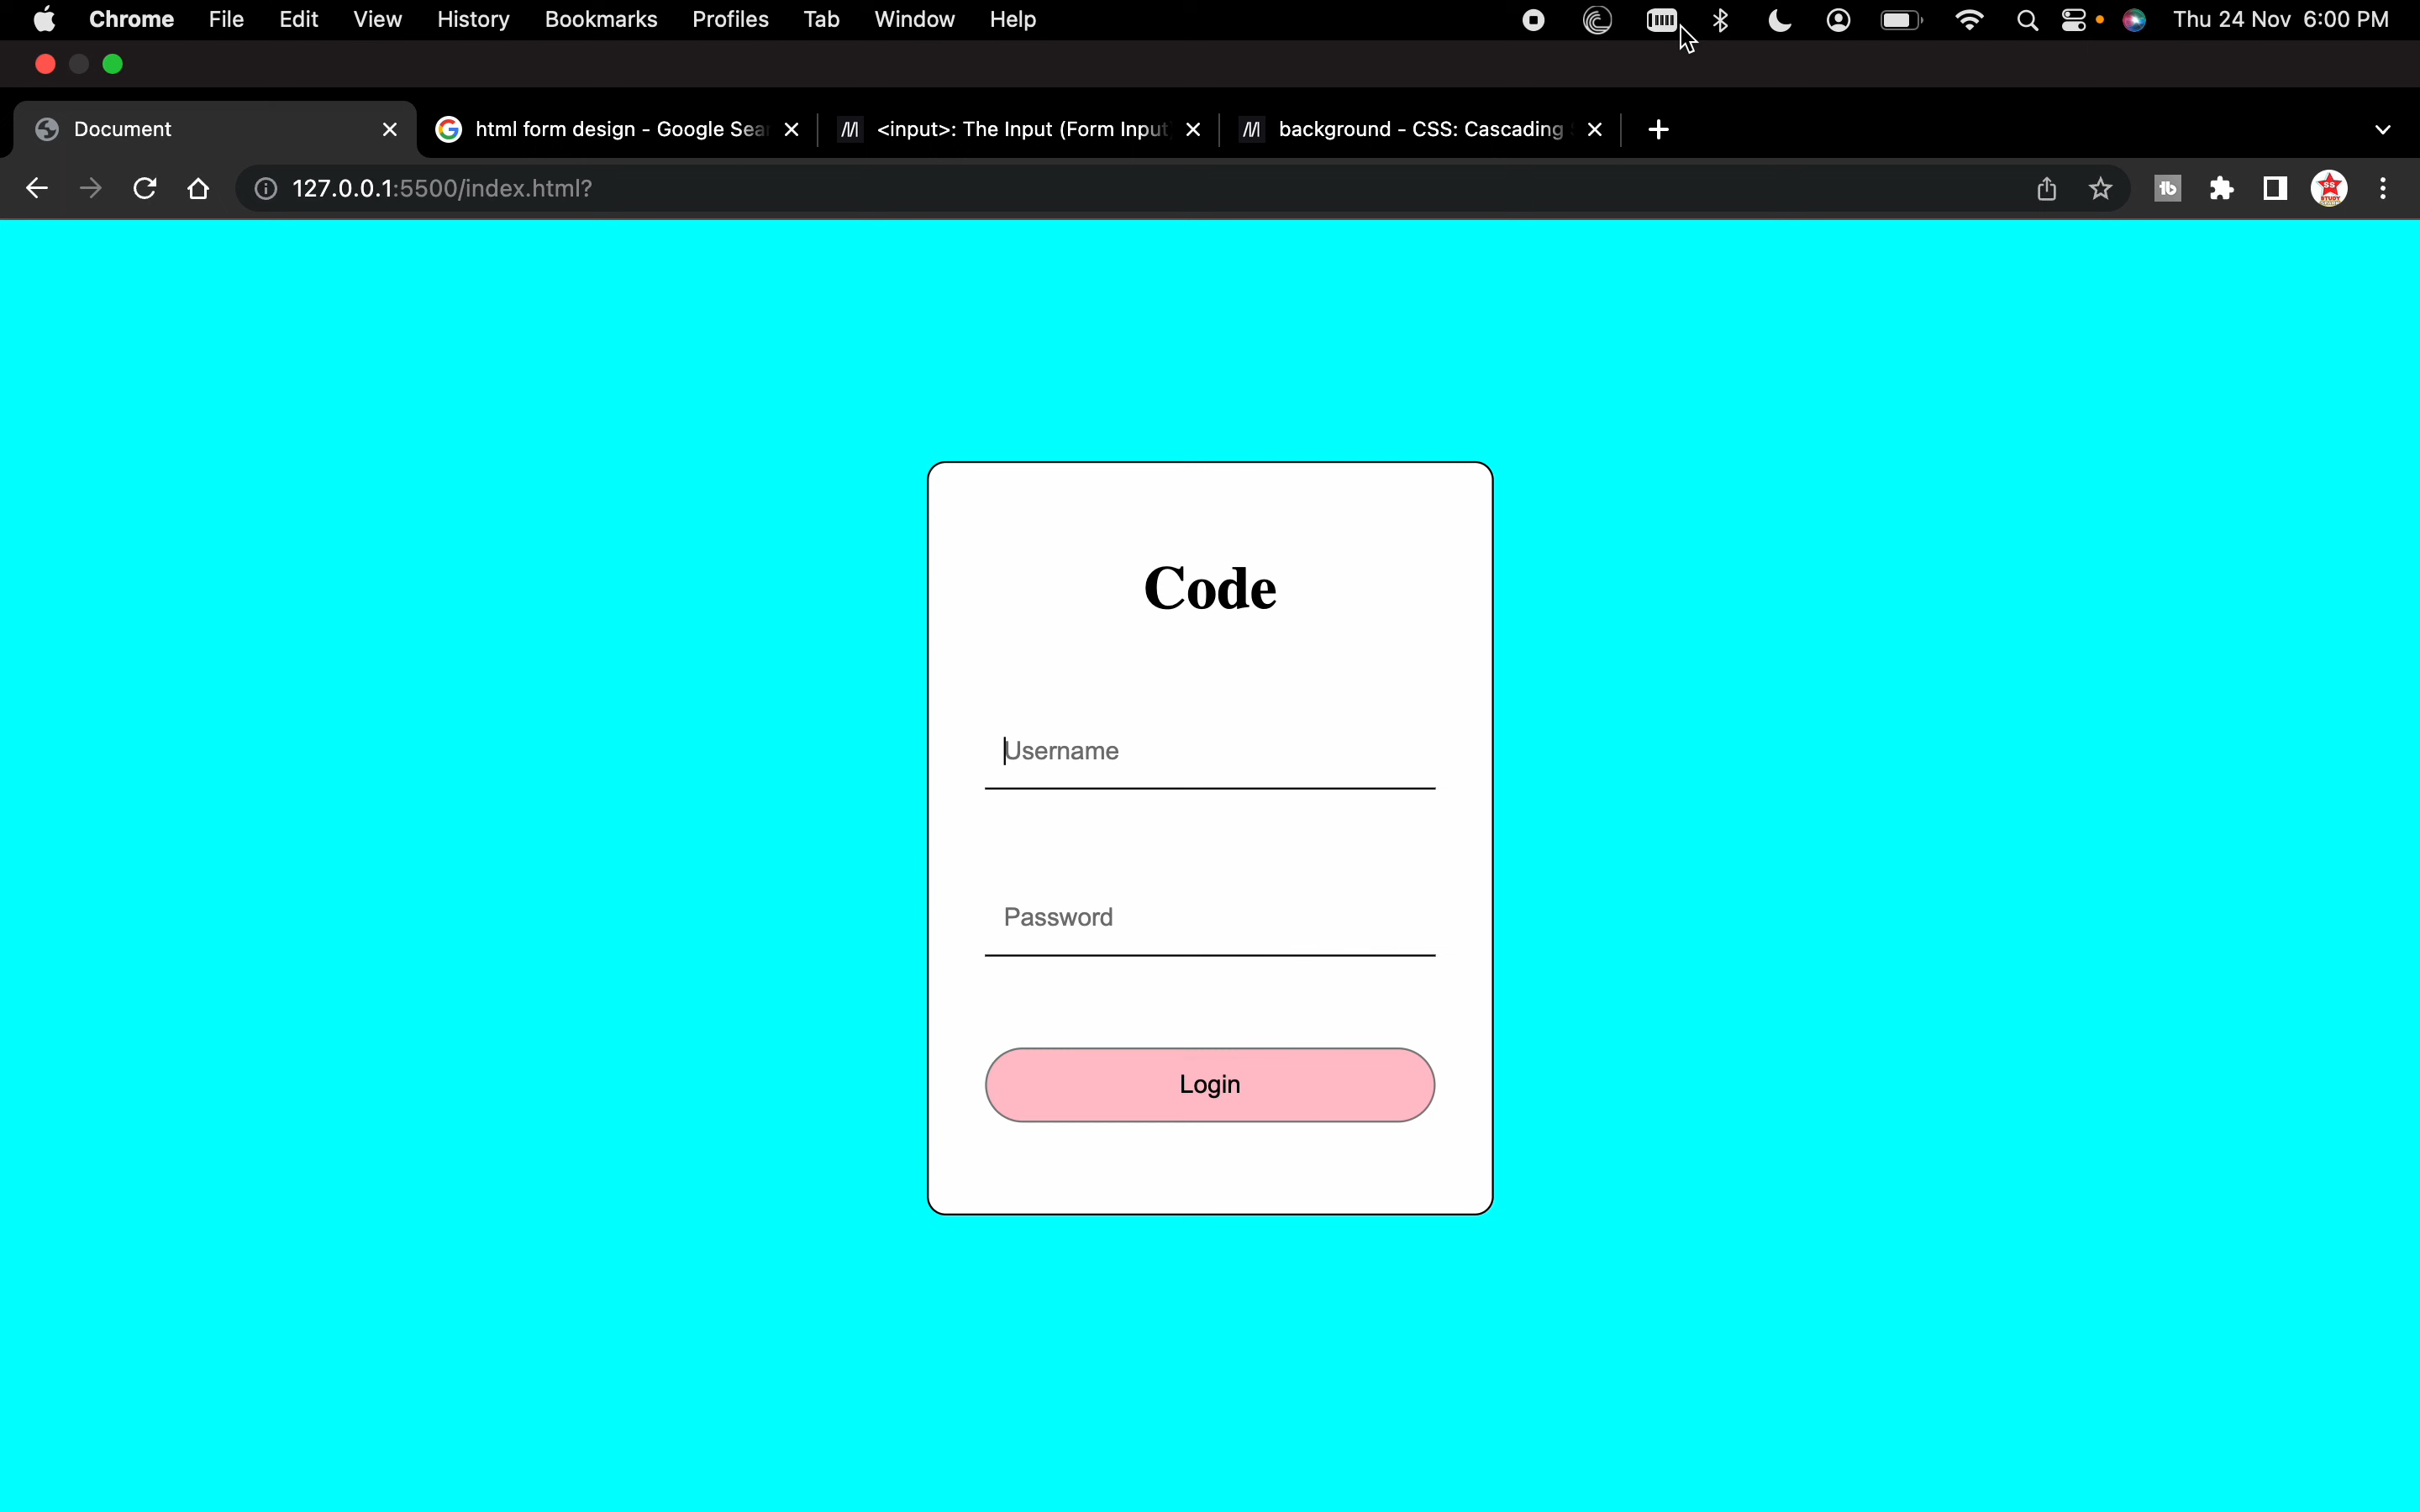 Chrome File Edit View History Bookmarks Profiles Tab Window Help Thu 24 Nov 6:00 PM
Document html form design - Google Sea <input>: The Input (Form Input background - CSS: Cascading
127.0.0.1:5500/index.html?
Code
Username
Password
Login